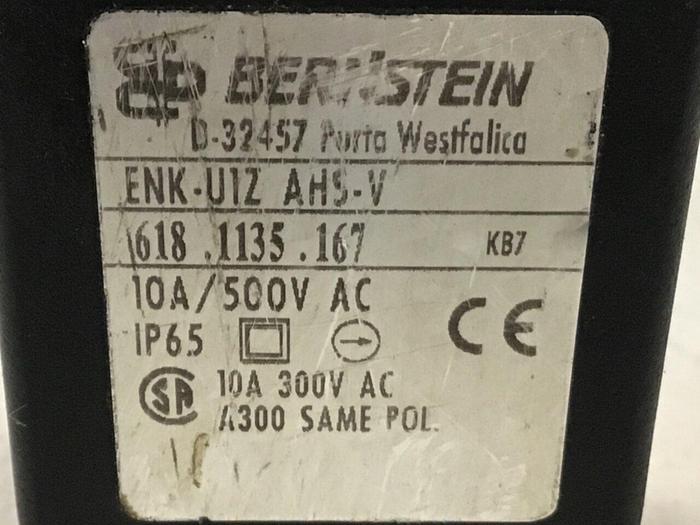 BERNSTEIN
D-32457 Porta Westfalica
ENK-U1Z AHS-V
618.1135.167 KB7
10A/500V AC
IP65 CE
SA 10A 300V AC
A300 SAME POL.